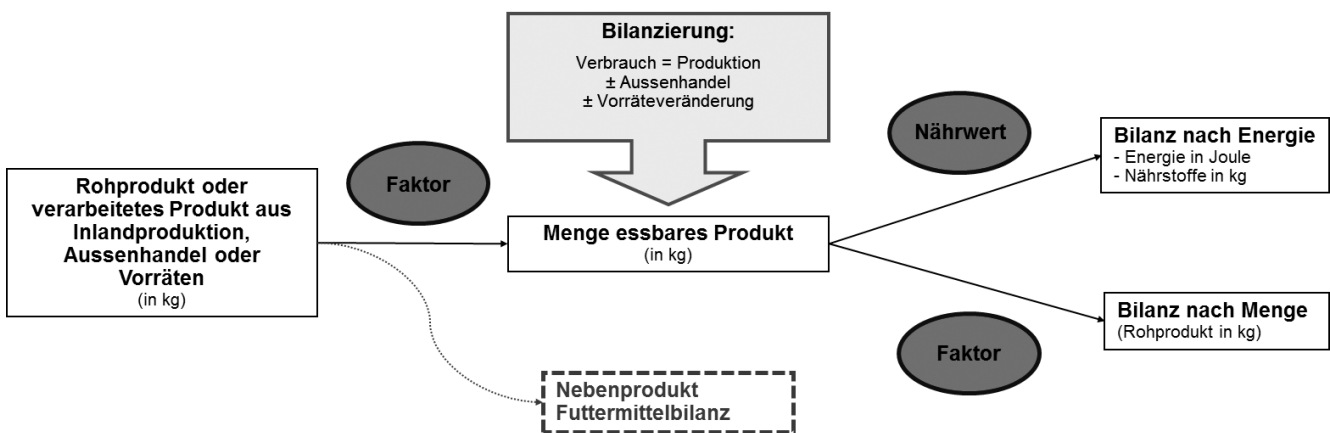 Bilanzierung:
Verbrauch = Produktion
± Aussenhandel
± Vorräteveränderung
Rohprodukt oder
verarbeitetes Produkt aus
Inlandproduktion,
Aussenhandel oder
Vorräten
(in kg)
Faktor
Menge essbares Produkt
(in kg)
Nährwert
Bilanz nach Energie
- Energie in Joule
- Nährstoffe in kg
Faktor
Bilanz nach Menge
(Rohprodukt in kg)
Nebenprodukt
Futtermittelbilanz